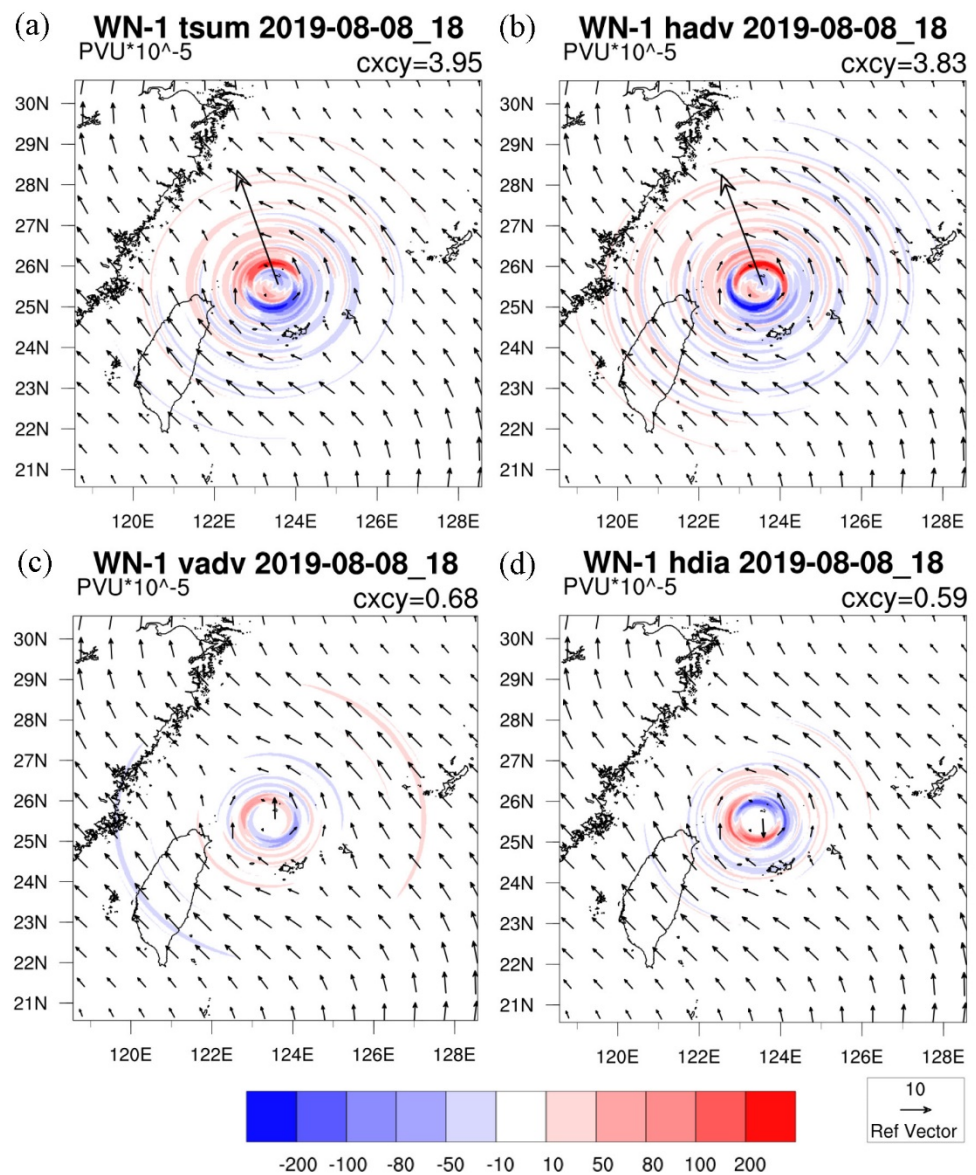 (a) WN-1 tsum 2019-08-08_18
PVU*10^-5 cxcy=3.95
30N
29N
28N
27N
26N
25N
24N
23N
22N
21N
120E 122E 124E 126E 128E
(b) WN-1 hadv 2019-08-08_18
PVU*10^-5 cxcy=3.83
30N
29N
28N
27N
26N
25N
24N
23N
22N
21N
120E 122E 124E 126E 128E
(c) WN-1 vadv 2019-08-08_18
PVU*10^-5 cxcy=0.68
30N
29N
28N
27N
26N
25N
24N
23N
22N
21N
120E 122E 124E 126E 128E
(d) WN-1 hdia 2019-08-08_18
PVU*10^-5 cxcy=0.59
30N
29N
28N
27N
26N
25N
24N
23N
22N
21N
120E 122E 124E 126E 128E
-200 -100 -80 -50 -10 10 50 80 100 200
10
Ref Vector